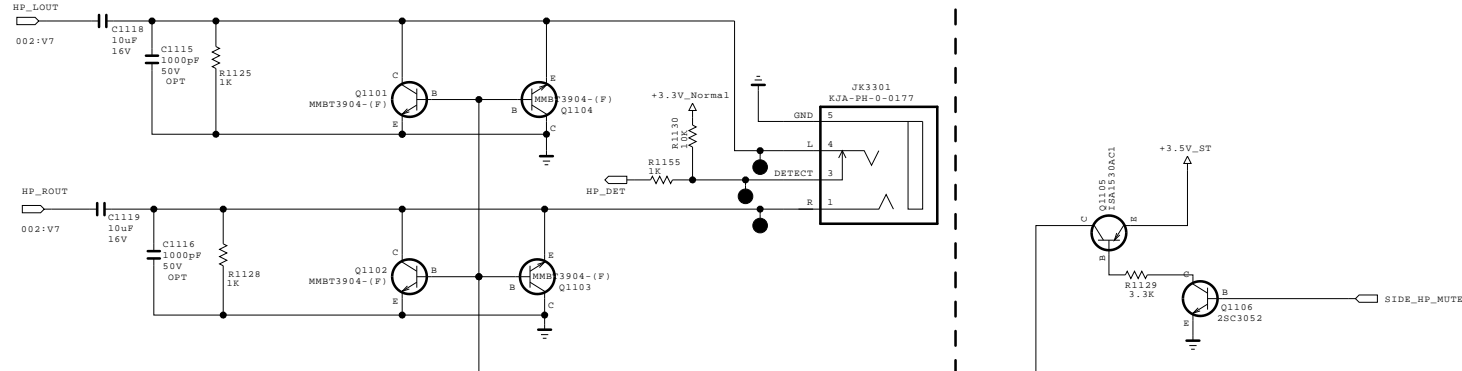 HP_LOUT
002:V7
C1118
10uF
16V
C1115
1000pF
50V
OPT
R1125
1K
C
B
E
Q1101
MMBT3904-(F)
E
B
C
MMBT3904-(F)
Q1104
+3.3V_Normal
R1130
10K
R1155
1K
HP_DET
JK3301
KJA-PH-0-0177
GND
5
L
4
DETECT
3
R
1
HP_ROUT
002:V7
C1119
10uF
16V
C1116
1000pF
50V
OPT
R1128
1K
C
B
E
Q1102
MMBT3904-(F)
E
B
C
MMBT3904-(F)
Q1103
Q1105
ISA1530AC1
C
E
B
+3.5V_ST
R1129
3.3K
C
B
E
Q1106
2SC3052
SIDE_HP_MUTE